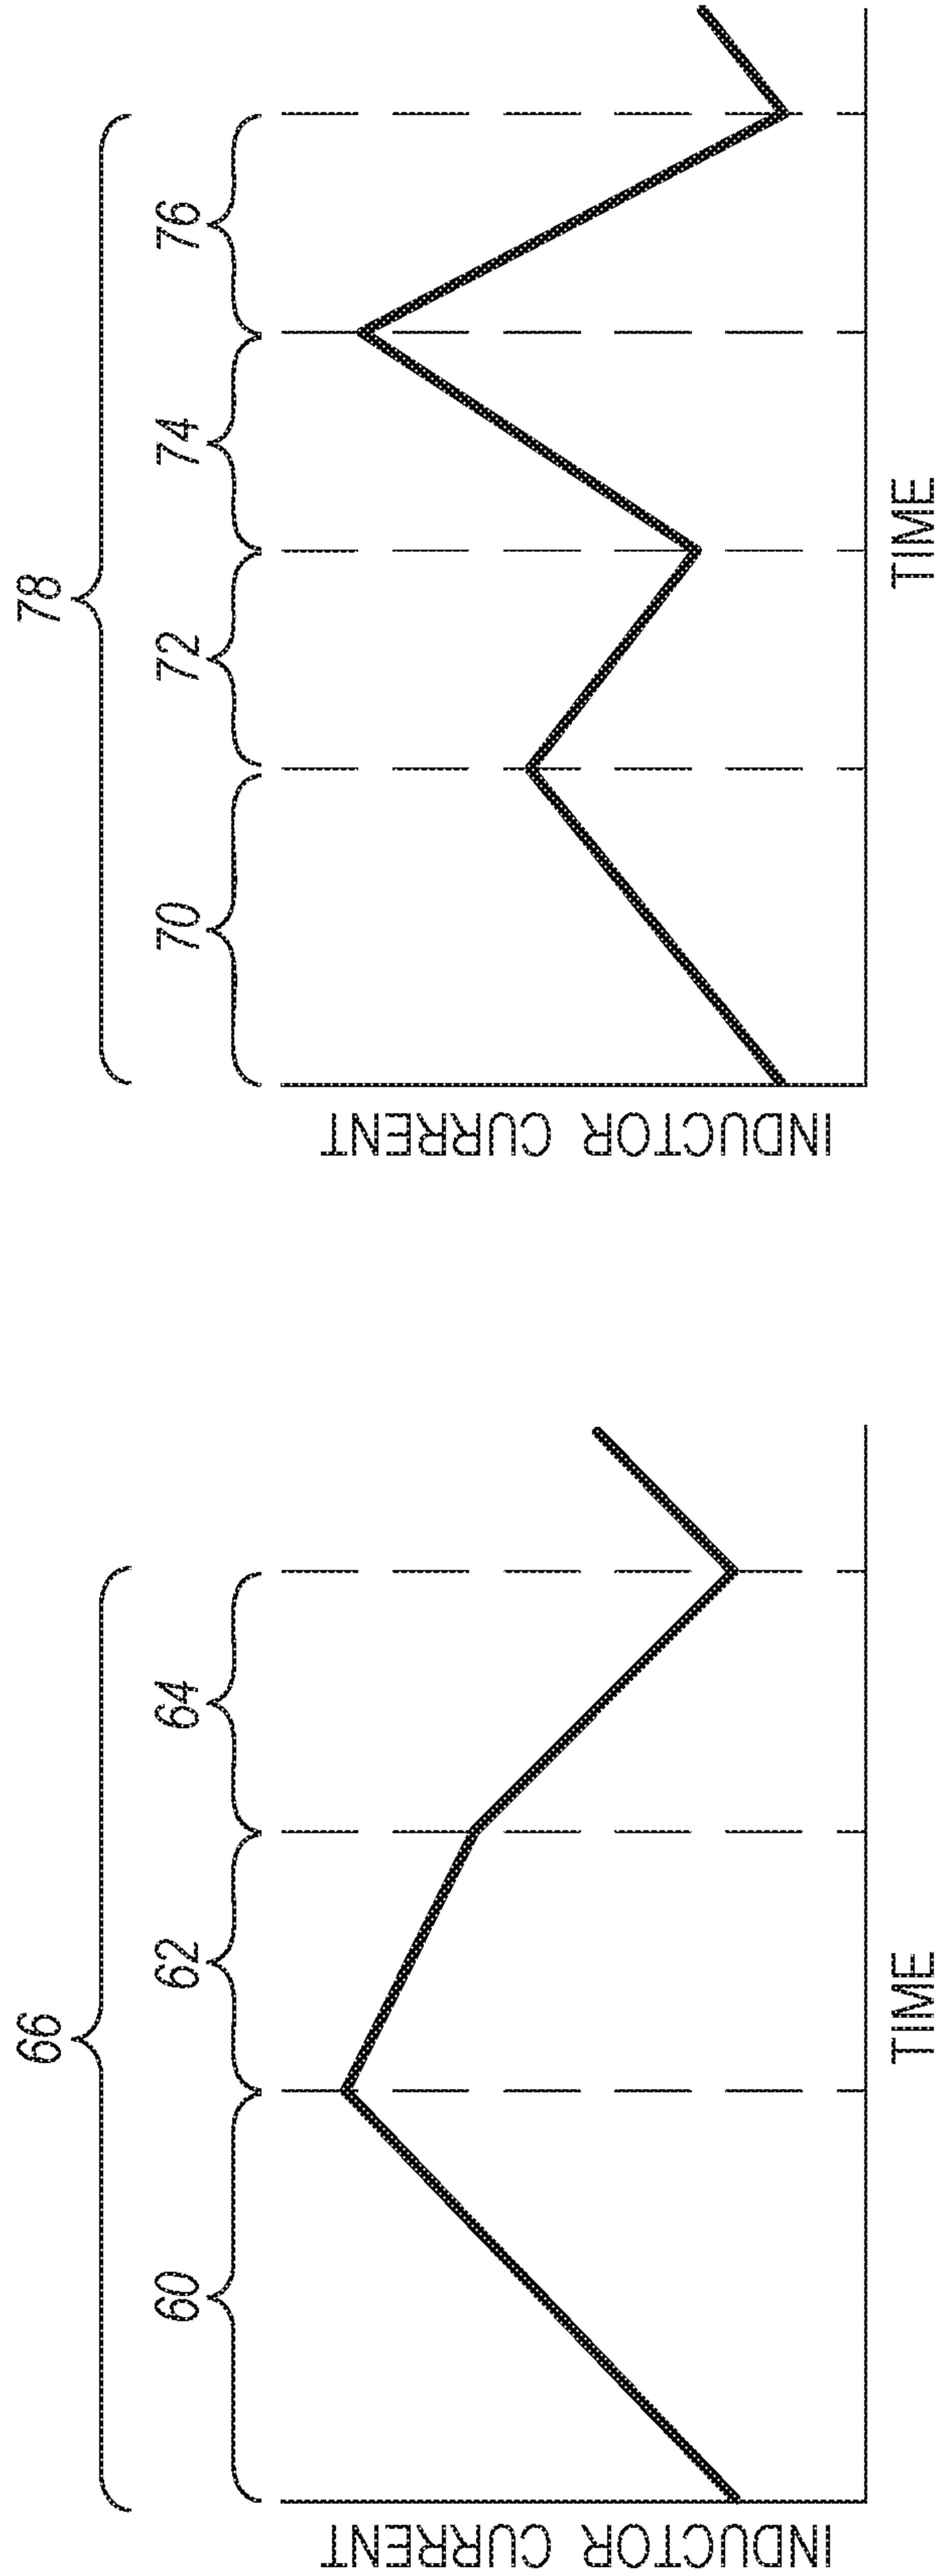 66
60 62 64
INDUCTOR CURRENT
TIME
78
70 72 74 76
INDUCTOR CURRENT
TIME